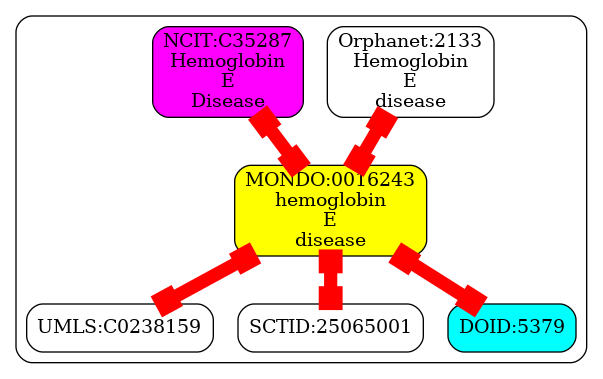 NCIT:C35287
Hemoglobin
E
Disease
Orphanet:2133
Hemoglobin
E
disease
MONDO:0016243
hemoglobin
E
disease
UMLS:C0238159
SCTID:25065001
DOID:5379